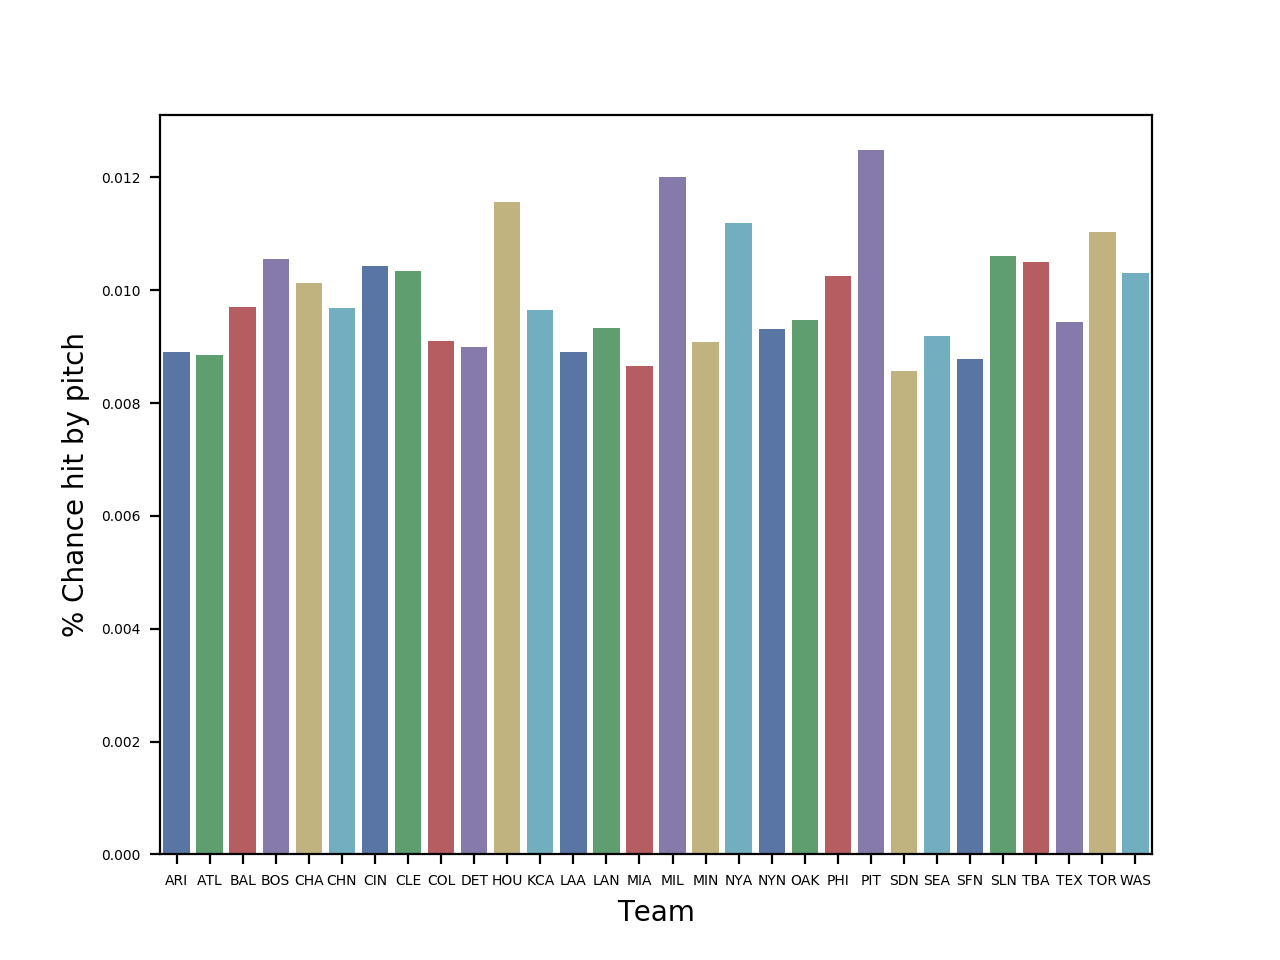 % Chance hit by pitch
0.012
0.010
0.008
0.006
0.004
0.002
0.000
ARI ATL BAL BOS CHA CHN CIN CLE COL DET HOU KCA LAA LAN MIA MIL MIN NYA NYN OAK PHI PIT SDN SEA SFN SLN TBA TEX TOR WAS
Team